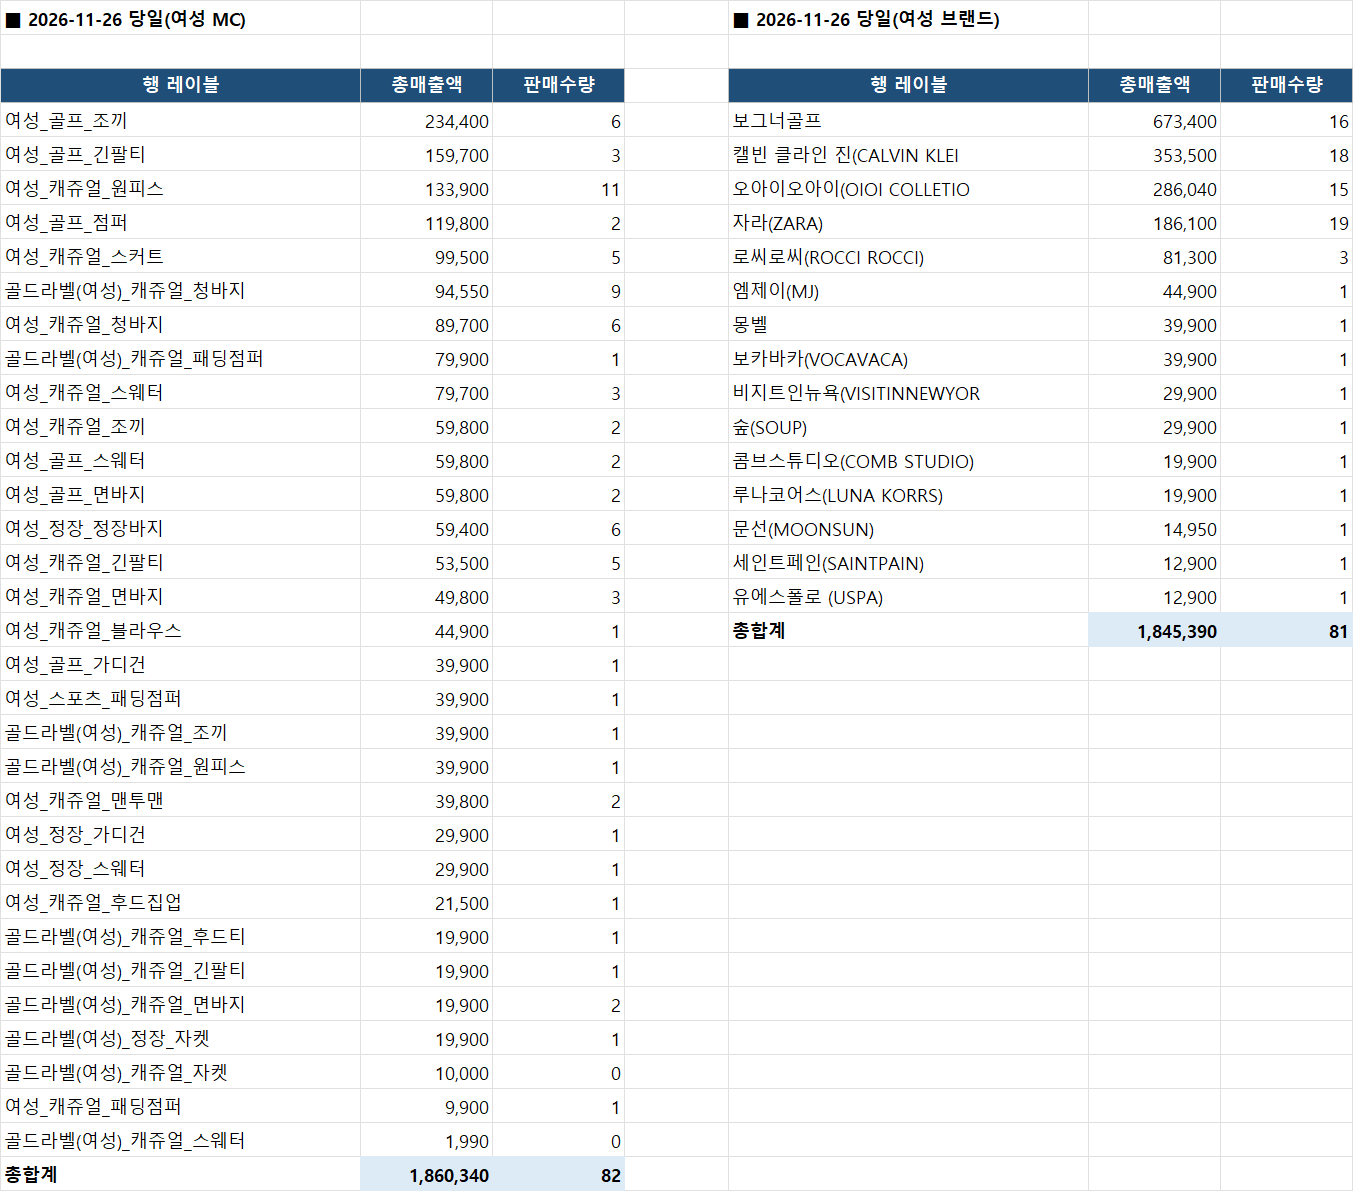 ■ 2026-11-26 당일(여성 MC)
행 레이블 총매출액 판매수량
여성_골프_조끼 234,400 6
여성_골프_긴팔티 159,700 3
여성_캐쥬얼_원피스 133,900 11
여성_골프_점퍼 119,800 2
여성_캐쥬얼_스커트 99,500 5
골드라벨(여성)_캐쥬얼_청바지 94,550 9
여성_캐쥬얼_청바지 89,700 6
골드라벨(여성)_캐쥬얼_패딩점퍼 79,900 1
여성_캐쥬얼_스웨터 79,700 3
여성_캐쥬얼_조끼 59,800 2
여성_골프_스웨터 59,800 2
여성_골프_면바지 59,800 2
여성_정장_정장바지 59,400 6
여성_캐쥬얼_긴팔티 53,500 5
여성_캐쥬얼_면바지 49,800 3
여성_캐쥬얼_블라우스 44,900 1
여성_골프_가디건 39,900 1
여성_스포츠_패딩점퍼 39,900 1
골드라벨(여성)_캐쥬얼_조끼 39,900 1
골드라벨(여성)_캐쥬얼_원피스 39,900 1
여성_캐쥬얼_맨투맨 39,800 2
여성_정장_가디건 29,900 1
여성_정장_스웨터 29,900 1
여성_캐쥬얼_후드집업 21,500 1
골드라벨(여성)_캐쥬얼_후드티 19,900 1
골드라벨(여성)_캐쥬얼_긴팔티 19,900 1
골드라벨(여성)_캐쥬얼_면바지 19,900 2
골드라벨(여성)_정장_자켓 19,900 1
골드라벨(여성)_캐쥬얼_자켓 10,000 0
여성_캐쥬얼_패딩점퍼 9,900 1
골드라벨(여성)_캐쥬얼_스웨터 1,990 0
총합계 1,860,340 82
■ 2026-11-26 당일(여성 브랜드)
행 레이블 총매출액 판매수량
보그너골프 673,400 16
캘빈 클라인 진(CALVIN KLEI 353,500 18
오아이오아이(OIOI COLLETIO 286,040 15
자라(ZARA) 186,100 19
로씨로씨(ROCCI ROCCI) 81,300 3
엠제이(MJ) 44,900 1
몽벨 39,900 1
보카바카(VOCAVACA) 39,900 1
비지트인뉴욕(VISITINNEWYOR 29,900 1
숲(SOUP) 29,900 1
콤브스튜디오(COMB STUDIO) 19,900 1
루나코어스(LUNA KORRS) 19,900 1
문선(MOONSUN) 14,950 1
세인트페인(SAINTPAIN) 12,900 1
유에스폴로 (USPA) 12,900 1
총합계 1,845,390 81